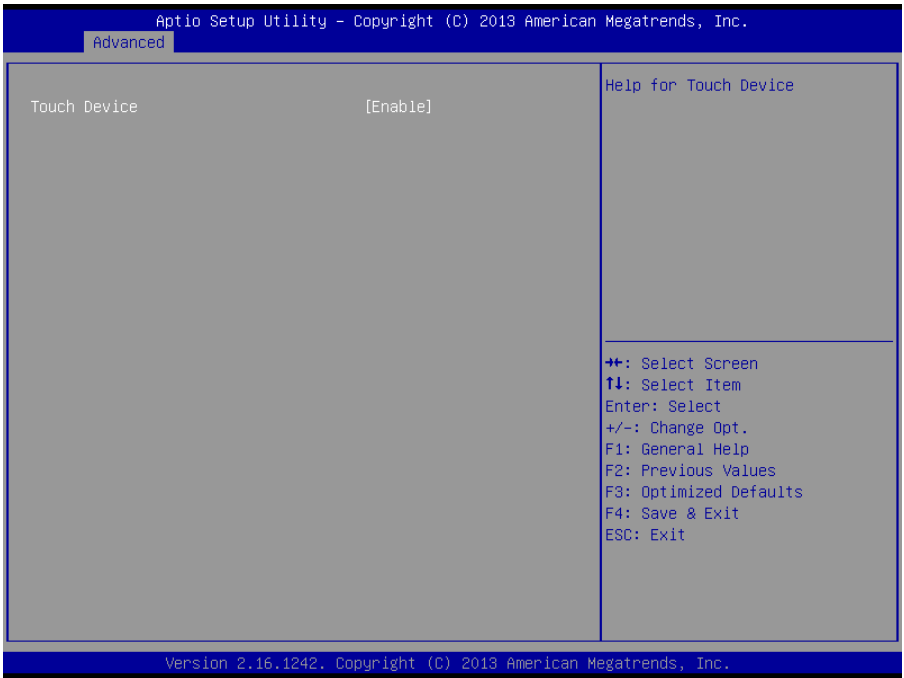 Aptio Setup Utility – Copyright (C) 2013 American Megatrends, Inc.
Advanced
Touch Device [Enable]
Help for Touch Device
→←: Select Screen
↑↓: Select Item
Enter: Select
+/-: Change Opt.
F1: General Help
F2: Previous Values
F3: Optimized Defaults
F4: Save & Exit
ESC: Exit
Version 2.16.1242. Copyright (C) 2013 American Megatrends, Inc.